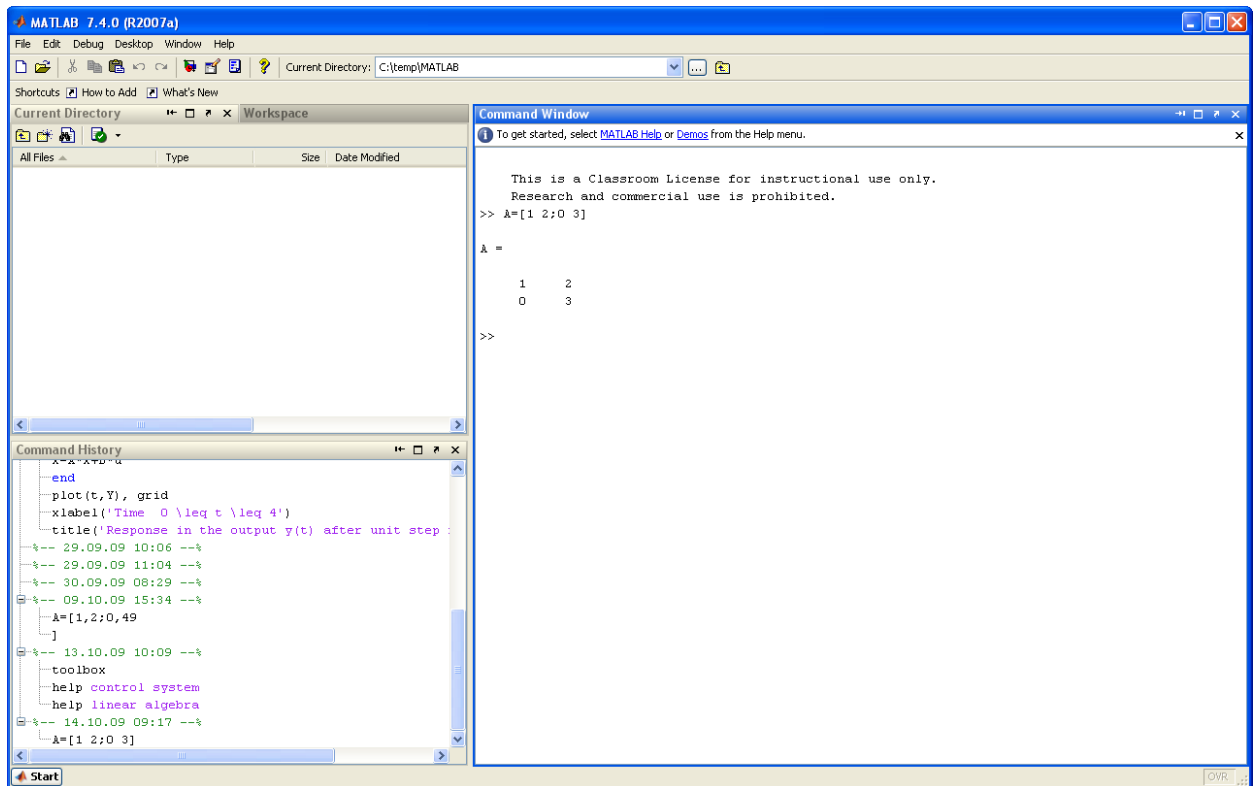 MATLAB 7.4.0 (R2007a)
File Edit Debug Desktop Window Help
Current Directory: C:\temp\MATLAB
Shortcuts How to Add What's New
Current Directory Workspace
All Files Type Size Date Modified
Command History
end
plot(t,Y), grid
xlabel('Time 0 \leq t \leq 4')
title('Response in the output y(t) after unit step
%-- 29.09.09 10:06 --%
%-- 29.09.09 11:04 --%
%-- 30.09.09 08:29 --%
%-- 09.10.09 15:34 --%
A=[1,2;0,49
]
%-- 13.10.09 10:09 --%
toolbox
help control system
help linear algebra
%-- 14.10.09 09:17 --%
A=[1 2;0 3]
Command Window
To get started, select MATLAB Help or Demos from the Help menu.
This is a Classroom License for instructional use only.
Research and commercial use is prohibited.
>> A=[1 2;0 3]
A =
1 2
0 3
>>
Start
OVR